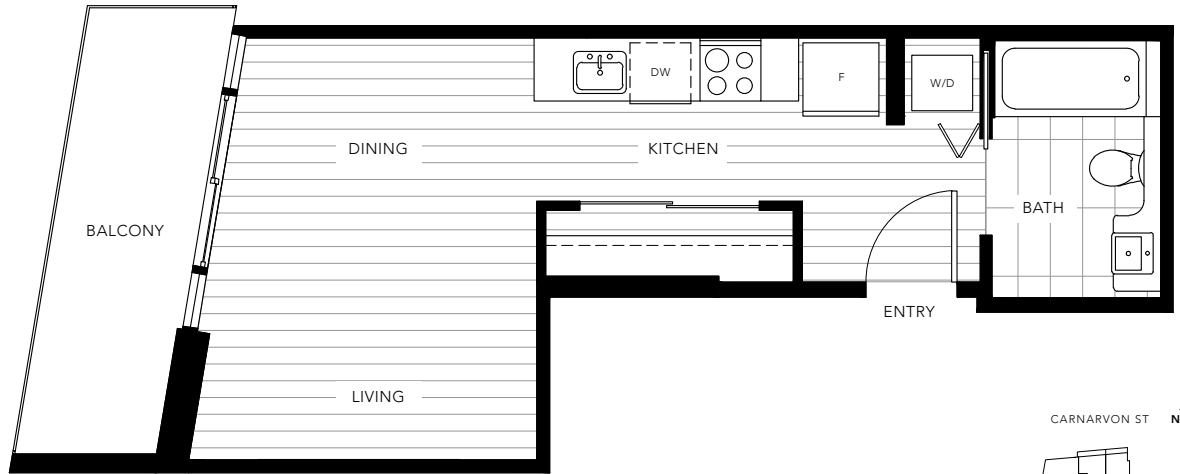 DW
F
W/D
DINING
KITCHEN
BATH
BALCONY
ENTRY
LIVING
CARNARVON ST N